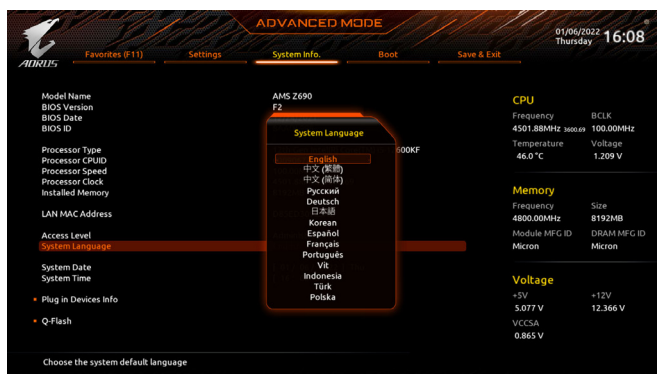 ADVANCED MODE
01/06/2022 Thursday 16:08
AORUS
Favorites (F11) Settings System Info. Boot Save & Exit
Model Name AMS Z690
BIOS Version F2
BIOS Date
BIOS ID
Processor Type 600KF
Processor CPUID
Processor Speed
Processor Clock
Installed Memory
LAN MAC Address
Access Level
System Language
System Date
System Time
Plug in Devices Info
Q-Flash
System Language
English
中文 (繁體)
中文 (简体)
Русский
Deutsch
日本語
Korean
Español
Français
Português
Vit
Indonesia
Türk
Polska
CPU
Frequency BCLK
4501.88MHz 3600.69 100.00MHz
Temperature Voltage
46.0 °C 1.209 V
Memory
Frequency Size
4800.00MHz 8192MB
Module MFG ID DRAM MFG ID
Micron Micron
Voltage
+5V +12V
5.077 V 12.366 V
VCCSA
0.865 V
Choose the system default language